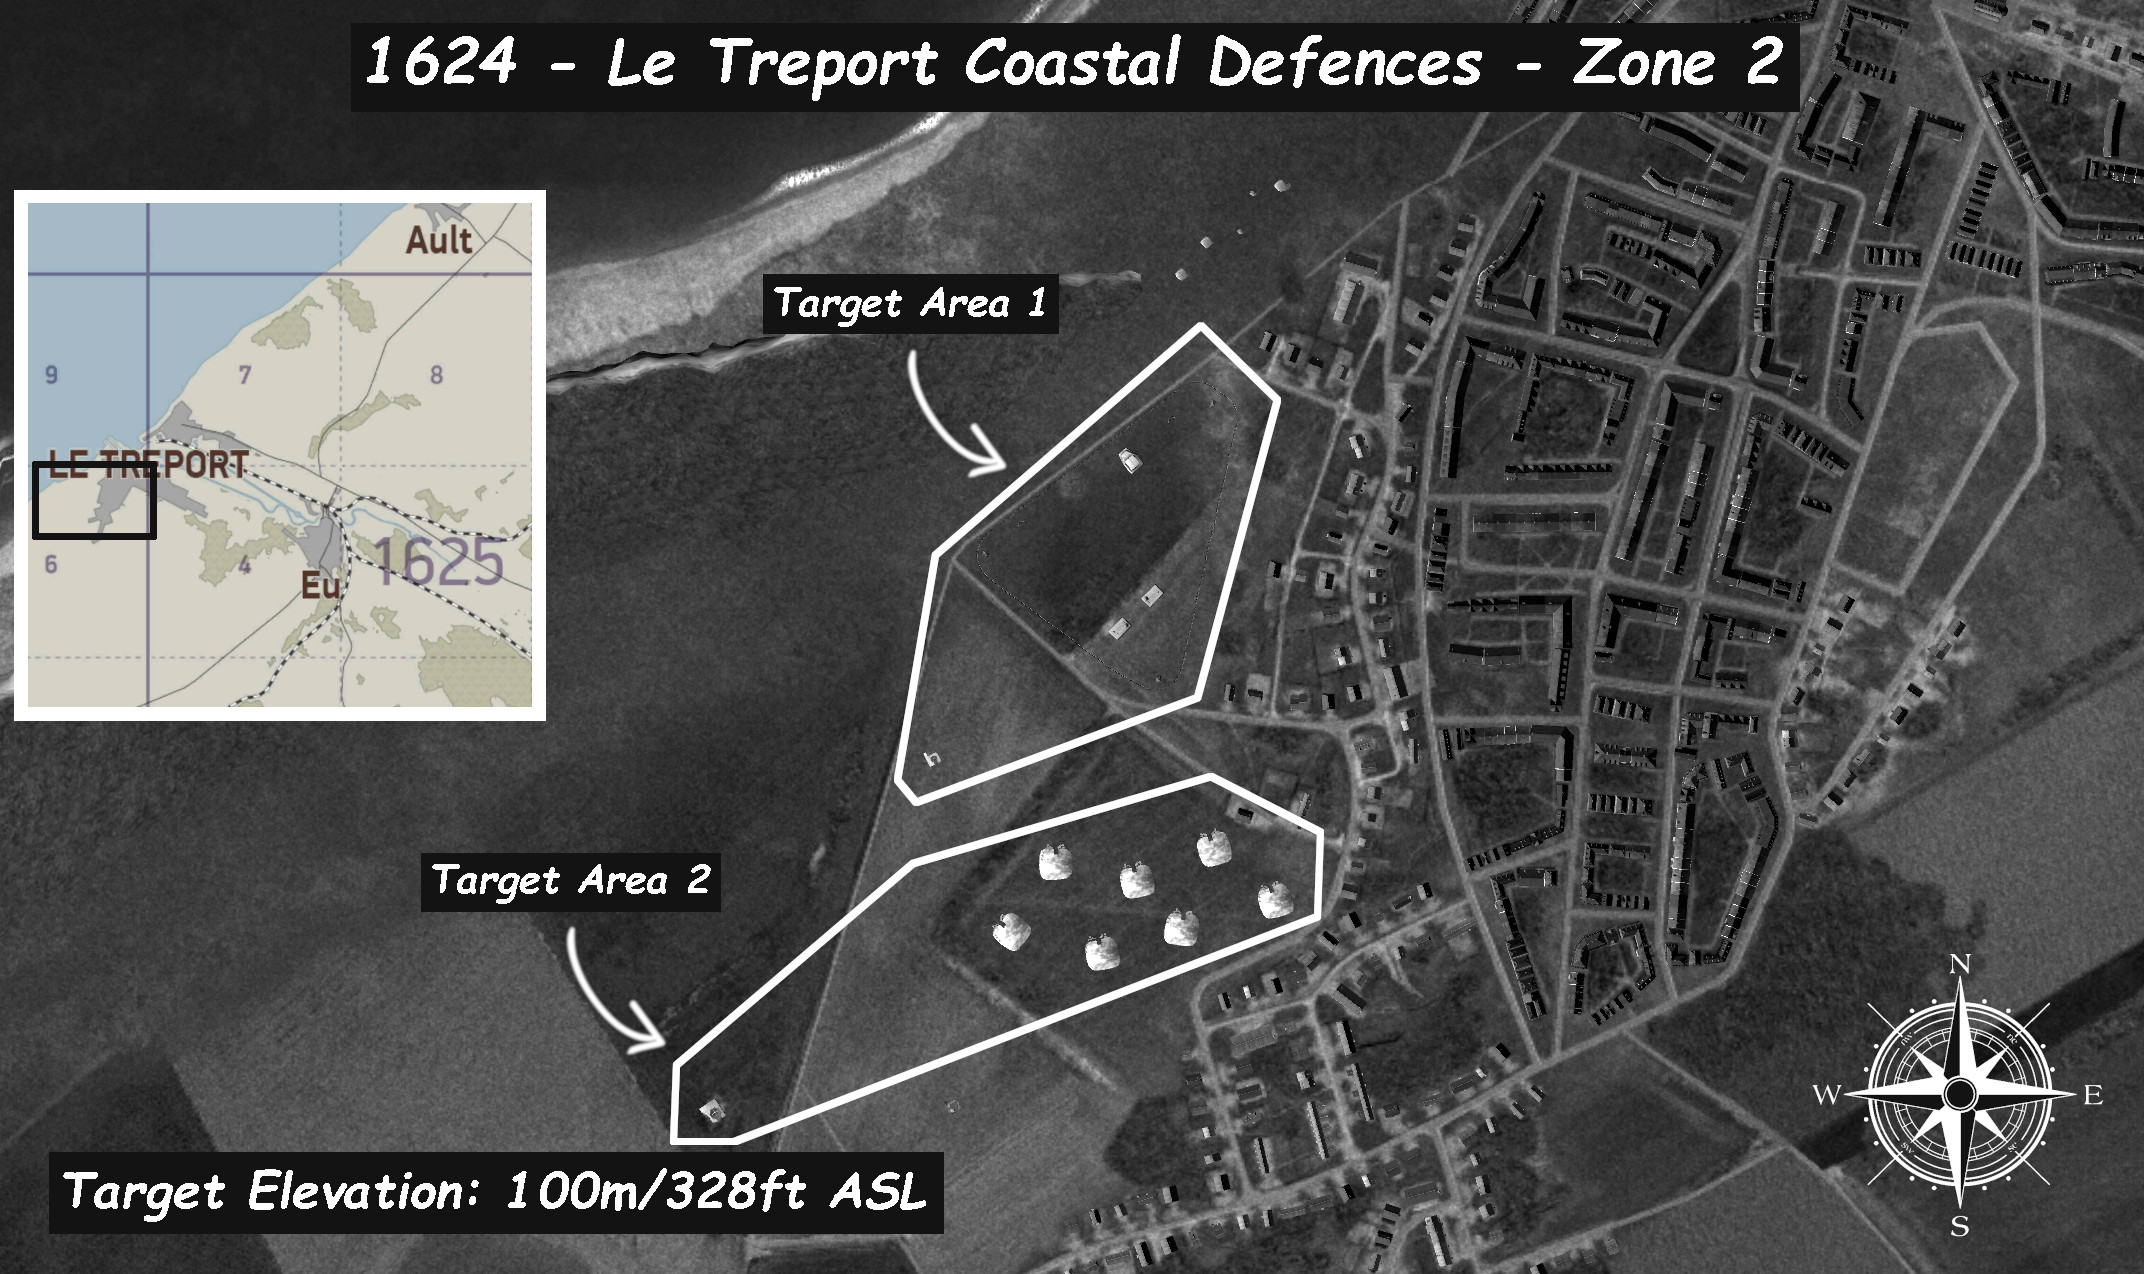 1624 - Le Treport Coastal Defences - Zone 2
Ault
9
7
8
LE TREPORT
6
4
1625
Eu
Target Area 1
Target Area 2
Target Elevation: 100m/328ft ASL
N
W
E
S